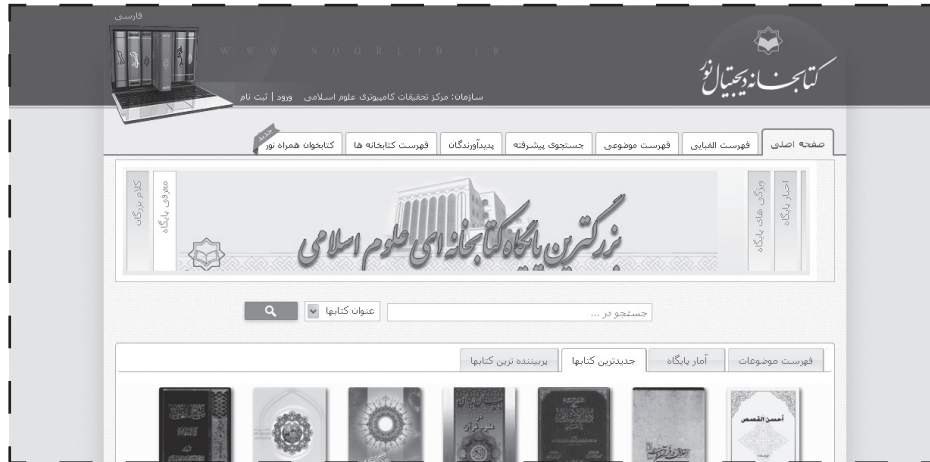 فارسی
WWW.NOORLIB.IR
کتابخانه دیجیتال نور
سازمان: مرکز تحقیقات کامپیوتری علوم اسلامی ورود | ثبت نام
صفحه اصلی فهرست الفبایی فهرست موضوعی جستجوی پیشرفته پدیدآورندگان فهرست کتابخانه ها کتابخوان همراه نور جدید
اخبار پایگاه
ویژگی های پایگاه
بزرگترین پایگاه کتابخانه ای علوم اسلامی
معرفی پایگاه
کلام بزرگان
جستجو در ... عنوان کتابها
فهرست موضوعات آمار پایگاه جدیدترین کتابها پربیننده ترین کتابها
أحسن القصص
علوم قرآن